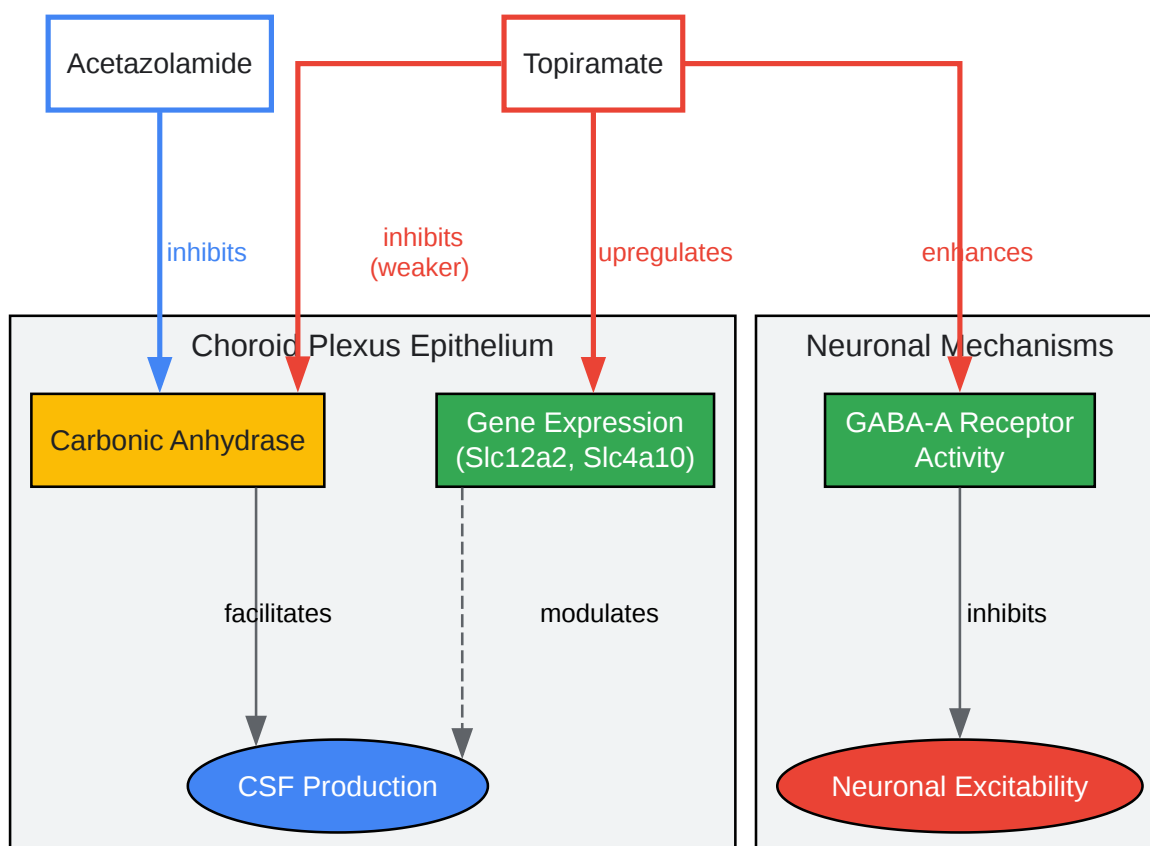 Acetazolamide
Topiramate
inhibits
inhibits
(weaker)
upregulates
enhances
Choroid Plexus Epithelium
Neuronal Mechanisms
Carbonic Anhydrase
Gene Expression
(Slc12a2, Slc4a10)
GABA-A Receptor
Activity
facilitates
modulates
inhibits
CSF Production
Neuronal Excitability